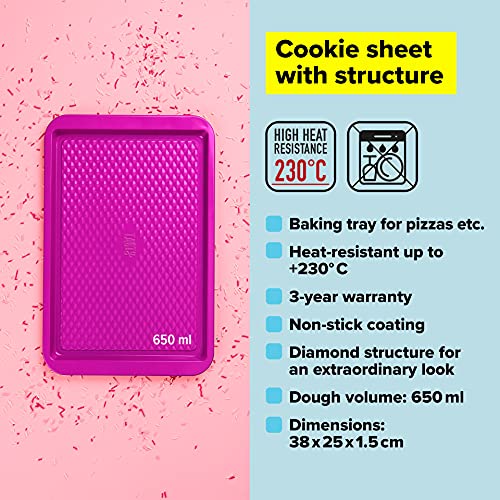 Cookie sheet
with structure
HIGH HEAT
RESISTANCE
230°C
Baking tray for pizzas etc.
Heat-resistant up to
+230°C
3-year warranty
Non-stick coating
Diamond structure for
an extraordinary look
Dough volume: 650 ml
Dimensions:
38 x 25 x 1.5 cm
650 ml